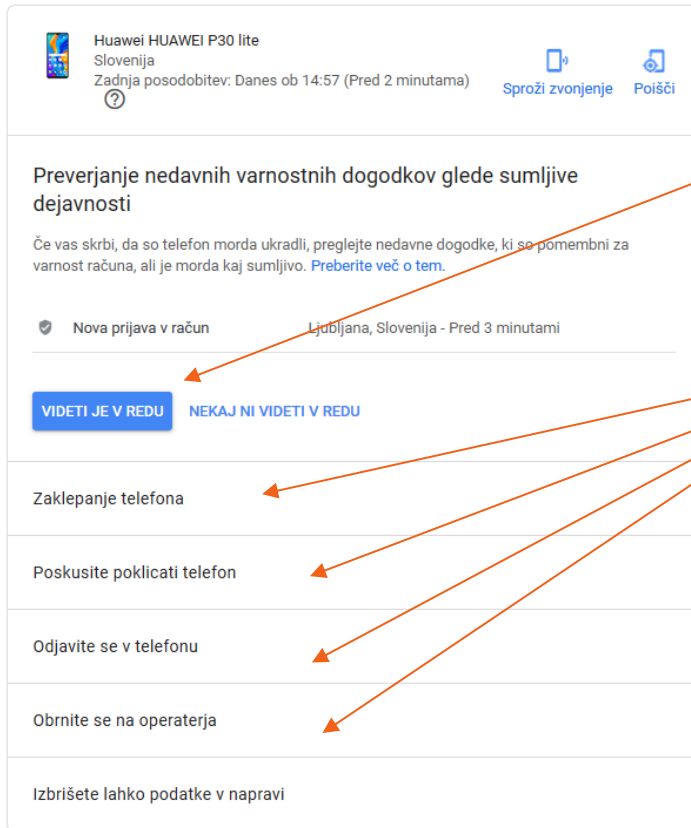 Huawei HUAWEI P30 lite
Slovenija
Zadnja posodobitev: Danes ob 14:57 (Pred 2 minutama)
Sproži zvonjenje
Poišči
Preverjanje nedavnih varnostnih dogodkov glede sumljive
dejavnosti
Če vas skrbi, da so telefon morda ukradli, preglejte nedavne dogodke, ki so pomembni za
varnost računa, ali je morda kaj sumljivo. Preberite več o tem.
Nova prijava v račun
Ljubljana, Slovenija - Pred 3 minutami
VIDETI JE V REDU
NEKAJ NI VIDETI V REDU
Zaklepanje telefona
Poskusite poklicati telefon
Odjavite se v telefonu
Obrnite se na operaterja
Izbrišete lahko podatke v napravi